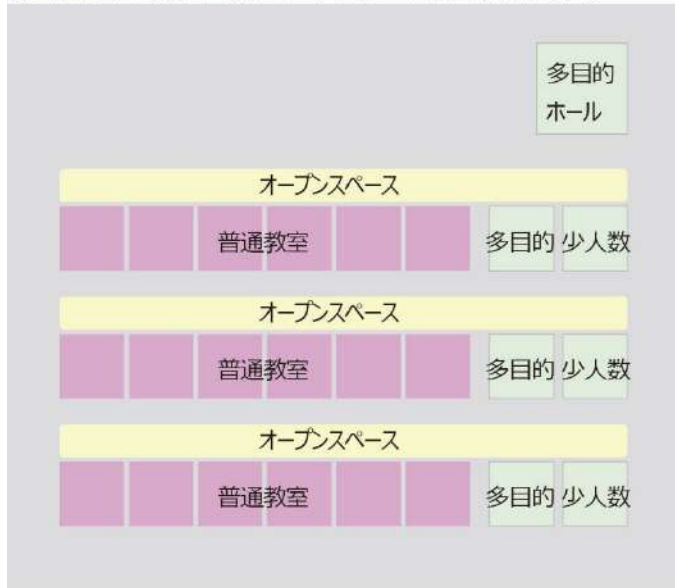 多目的
ホール
オープンスペース
普通教室 多目的 少人数
オープンスペース
普通教室 多目的 少人数
オープンスペース
普通教室 多目的 少人数